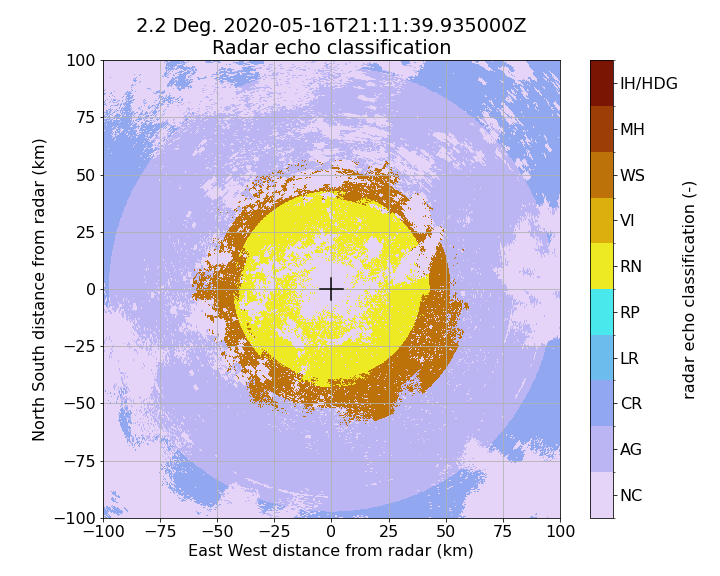 2.2 Deg. 2020-05-16T21:11:39.935000Z
Radar echo classification
North South distance from radar (km)
100
75
50
25
0
−25
−50
−75
−100
−100
−75
−50
−25
0
25
50
75
100
East West distance from radar (km)
IH/HDG
MH
WS
VI
RN
RP
LR
CR
AG
NC
radar echo classification (-)